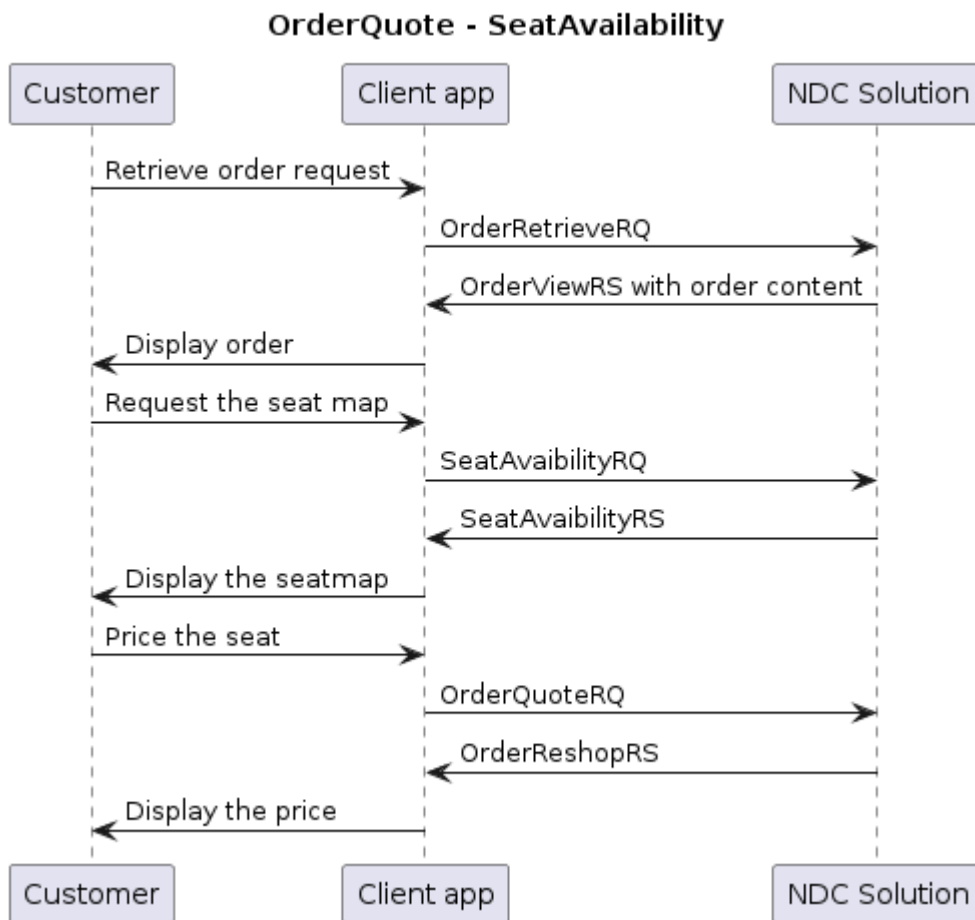 OrderQuote - SeatAvailability
Customer
Client app
NDC Solution
Retrieve order request
OrderRetrieveRQ
OrderViewRS with order content
Display order
Request the seat map
SeatAvaibilityRQ
SeatAvaibilityRS
Display the seatmap
Price the seat
OrderQuoteRQ
OrderReshopRS
Display the price
Customer
Client app
NDC Solution